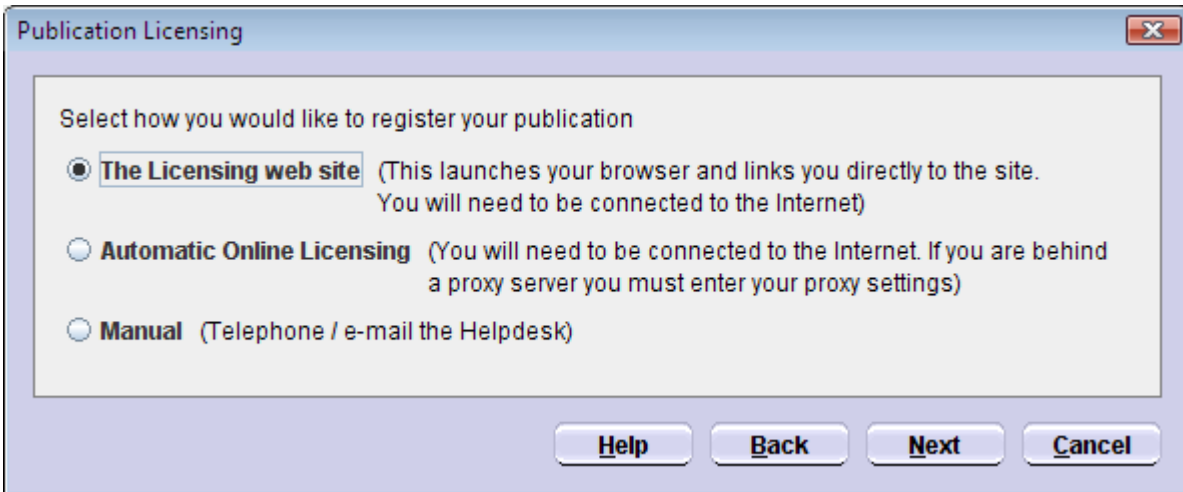 Publication Licensing
Select how you would like to register your publication
The Licensing web site (This launches your browser and links you directly to the site.
You will need to be connected to the Internet)
Automatic Online Licensing (You will need to be connected to the Internet. If you are behind
a proxy server you must enter your proxy settings)
Manual (Telephone / e-mail the Helpdesk)
Help Back Next Cancel